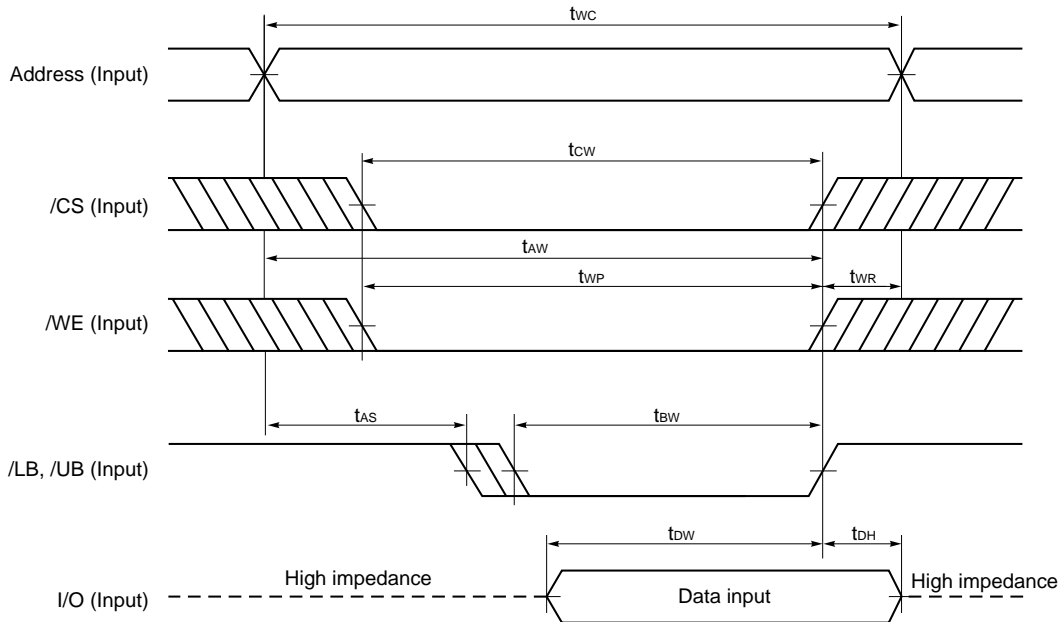 tWC
Address (Input)
tCW
/CS (Input)
tAW
tWP
tWR
/WE (Input)
tAS
tBW
/LB, /UB (Input)
tDW
tDH
High impedance
High impedance
I/O (Input)
Data input